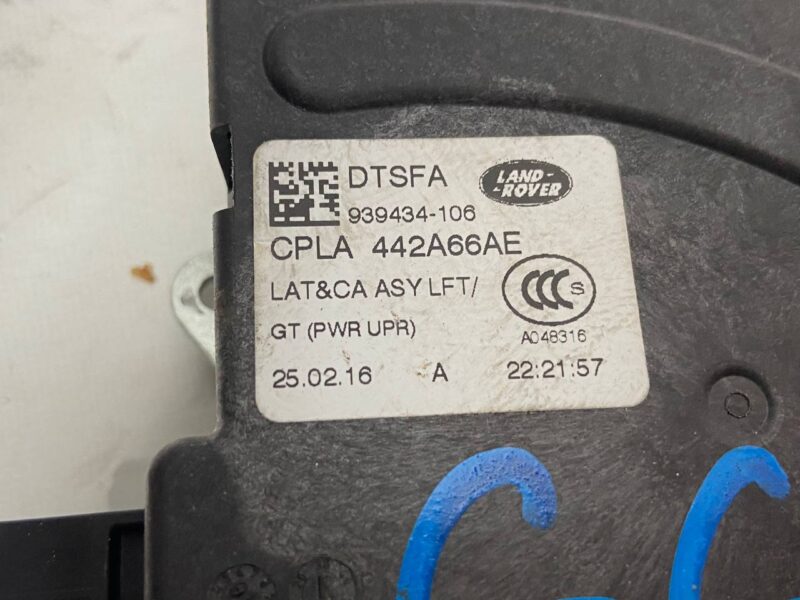 DTSFA
LAND-
-ROVER
939434-106
CPLA 442A66AE
LAT&CA ASY LFT/
CCC S
GT (PWR UPR)
A048316
25.02.16 A 22:21:57